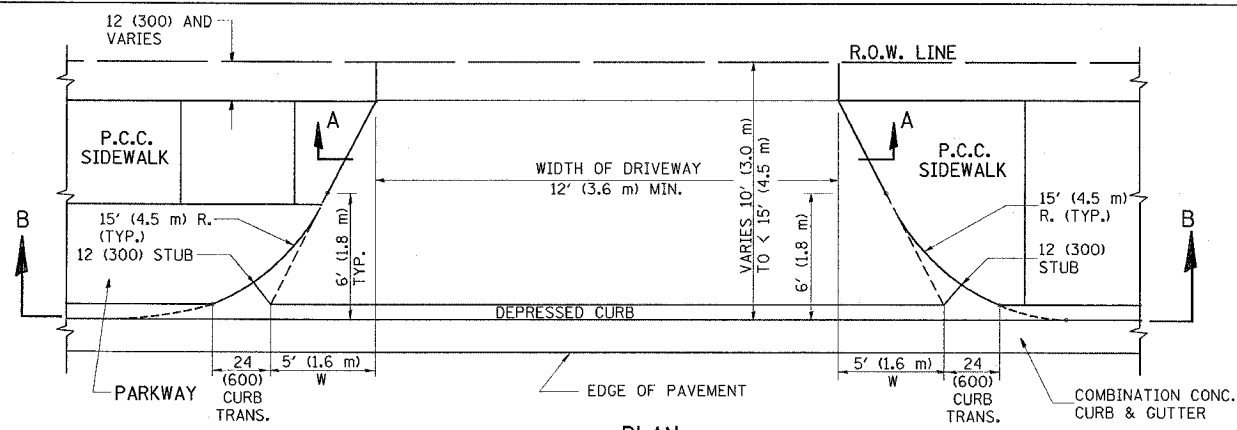 12 (300) AND
VARIES
R.O.W. LINE
A
A
P.C.C.
SIDEWALK
P.C.C.
SIDEWALK
WIDTH OF DRIVEWAY
12' (3.6 m) MIN.
VARIES 10' (3.0 m)
TO < 15' (4.5 m)
B
B
15' (4.5 m) R.
(TYP.)
12 (300) STUB
6' (1.8 m)
TYP.
6' (1.8 m)
15' (4.5 m)
R. (TYP.)
12 (300)
STUB
DEPRESSED CURB
PARKWAY
24
(600)
CURB
TRANS.
5' (1.6 m)
W
EDGE OF PAVEMENT
5' (1.6 m)
W
24
(600)
CURB
TRANS.
COMBINATION CONC.
CURB & GUTTER